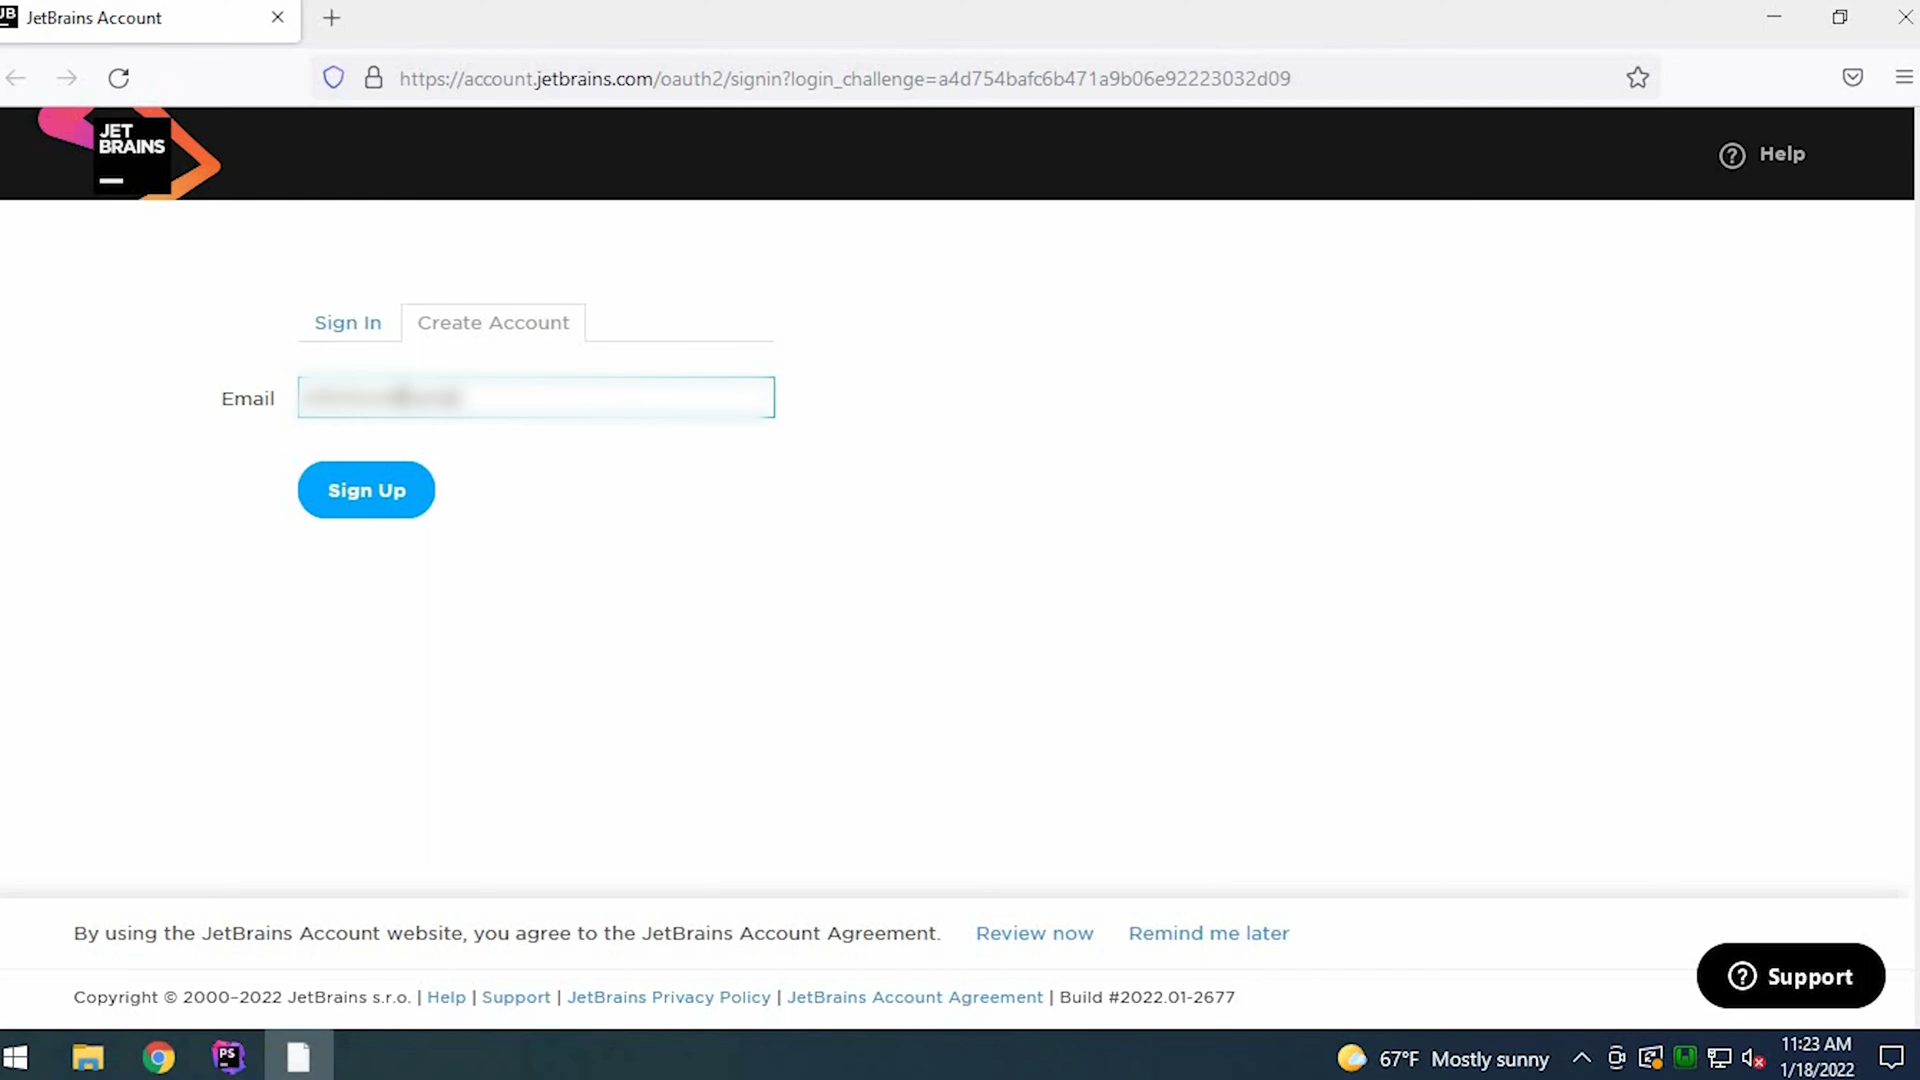 JetBrains Account
https://account.jetbrains.com/oauth2/signin?login_challenge=a4d754bafc6b471a9b06e92223032d09
JET
BRAINS
Help
Sign In
Create Account
Email
Sign Up
By using the JetBrains Account website, you agree to the JetBrains Account Agreement. Review now Remind me later
Support
Copyright © 2000–2022 JetBrains s.r.o. | Help | Support | JetBrains Privacy Policy | JetBrains Account Agreement | Build #2022.01-2677
PS
67°F Mostly sunny
11:23 AM
1/18/2022